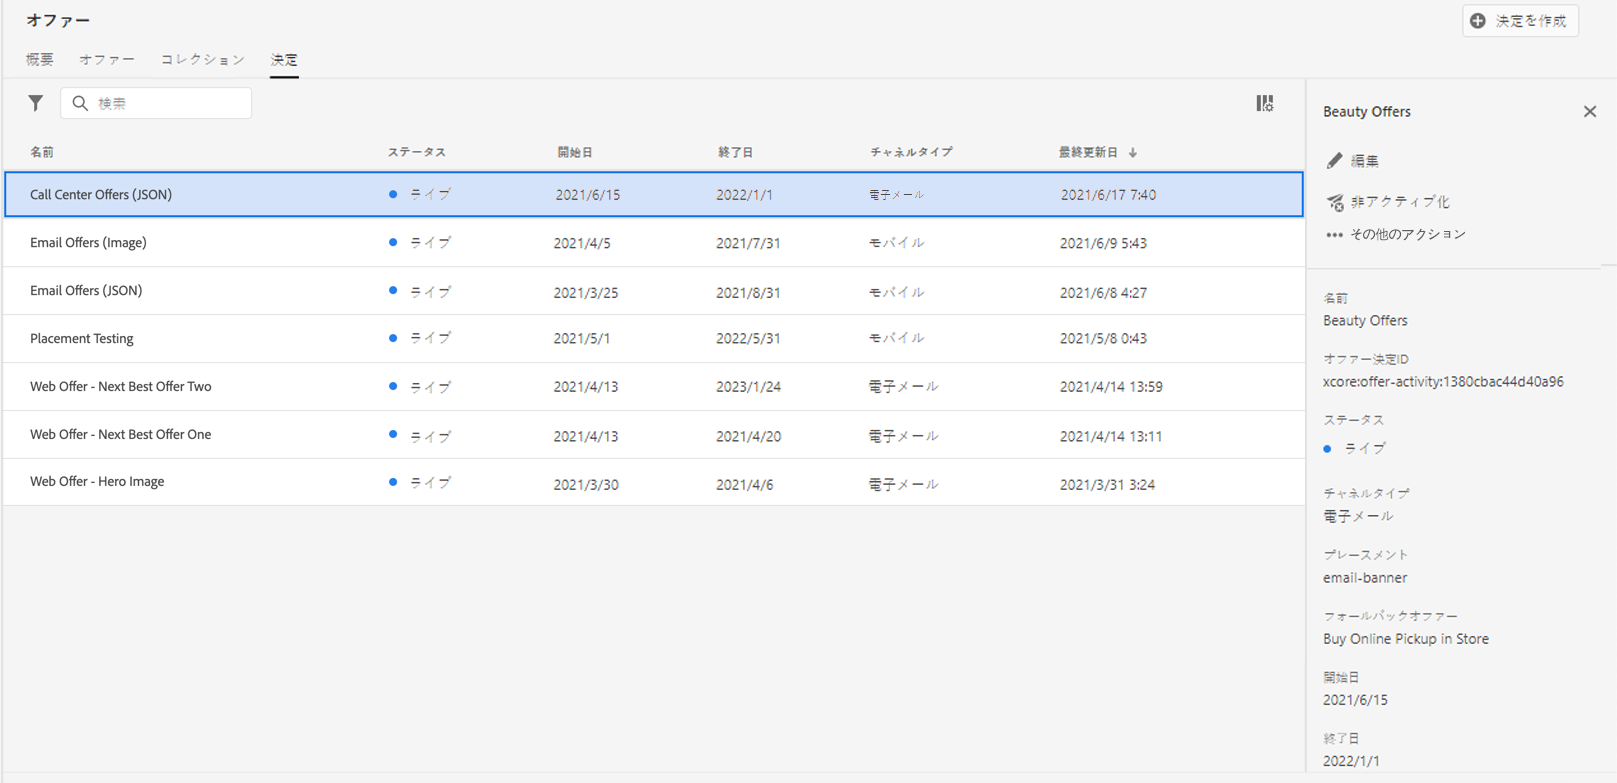 オファー
決定を作成
概要 オファー コレクション 決定
検索
名前 ステータス 開始日 終了日 チャネルタイプ 最終更新日
Call Center Offers (JSON) ライブ 2021/6/15 2022/1/1 電子メール 2021/6/17 7:40
Email Offers (Image) ライブ 2021/4/5 2021/7/31 モバイル 2021/6/9 5:43
Email Offers (JSON) ライブ 2021/3/25 2021/8/31 モバイル 2021/6/8 4:27
Placement Testing ライブ 2021/5/1 2022/5/31 モバイル 2021/5/8 0:43
Web Offer - Next Best Offer Two ライブ 2021/4/13 2023/1/24 電子メール 2021/4/14 13:59
Web Offer - Next Best Offer One ライブ 2021/4/13 2021/4/20 電子メール 2021/4/14 13:11
Web Offer - Hero Image ライブ 2021/3/30 2021/4/6 電子メール 2021/3/31 3:24
Beauty Offers
編集
非アクティブ化
その他のアクション
名前
Beauty Offers
オファー決定ID
xcore:offer-activity:1380cbac44d40a96
ステータス
ライブ
チャネルタイプ
電子メール
プレースメント
email-banner
フォールバックオファー
Buy Online Pickup in Store
開始日
2021/6/15
終了日
2022/1/1